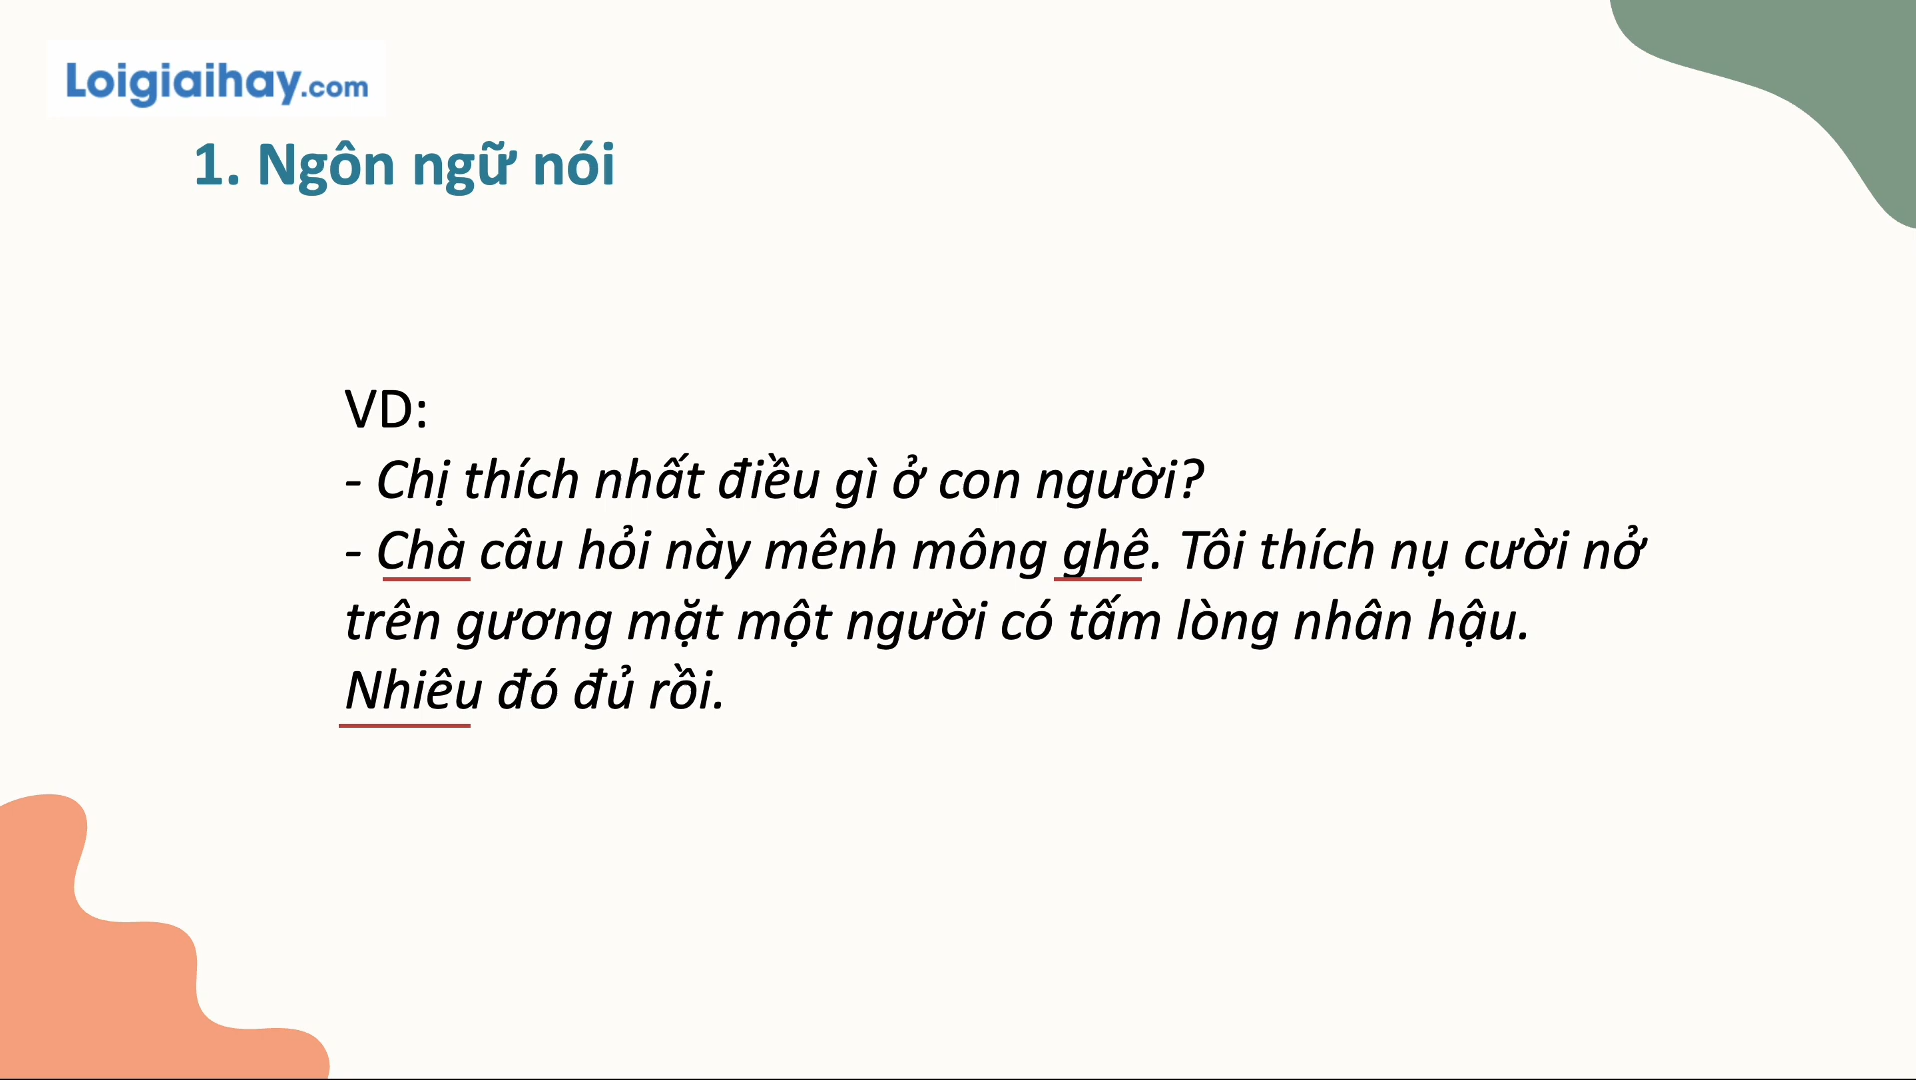 Loigiaihay.com
1. Ngôn ngữ nói
VD:
- Chị thích nhất điều gì ở con người?
- Chà câu hỏi này mênh mông ghê. Tôi thích nụ cười nở
trên gương mặt một người có tấm lòng nhân hậu.
Nhiêu đó đủ rồi.